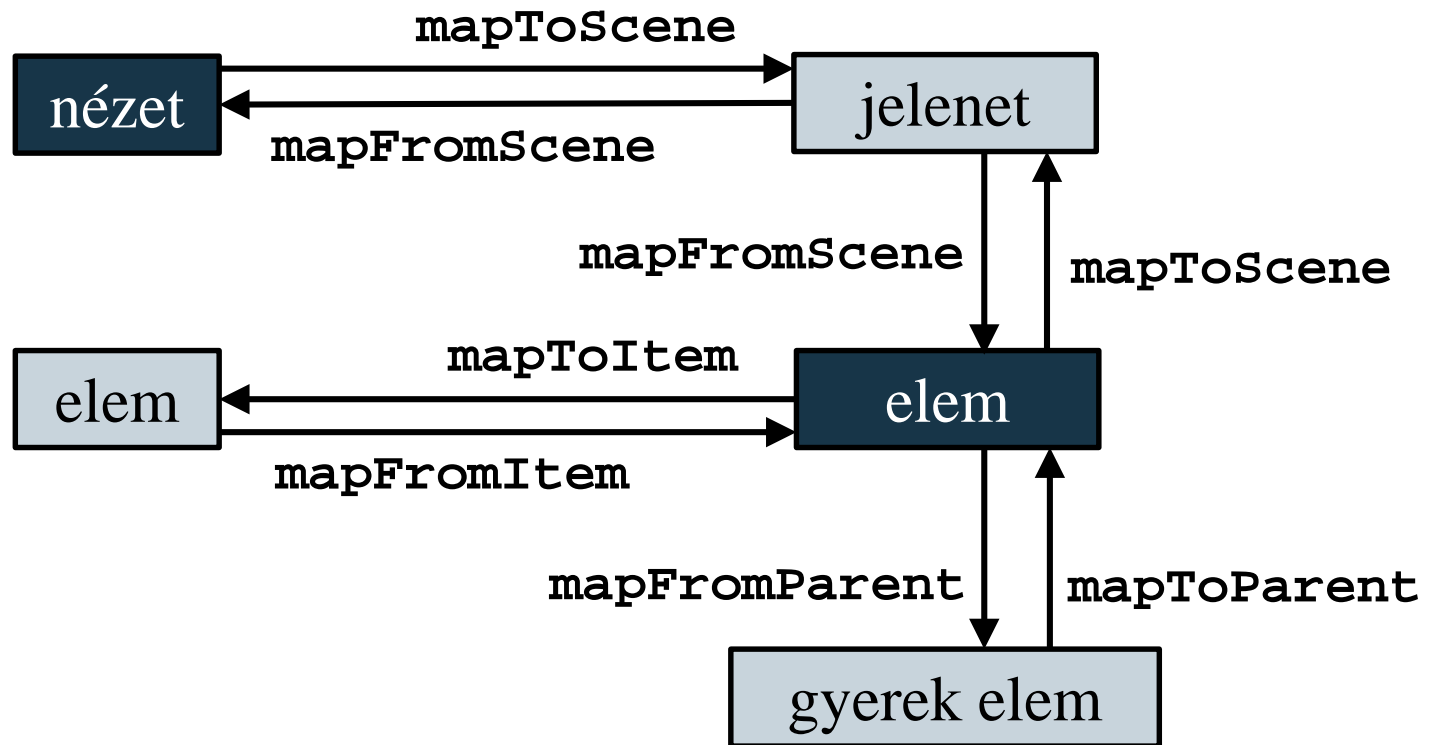 mapToScene
nézet
jelenet
mapFromScene
mapFromScene
mapToScene
mapToItem
elem
elem
mapFromItem
mapFromParent
mapToParent
gyerek elem